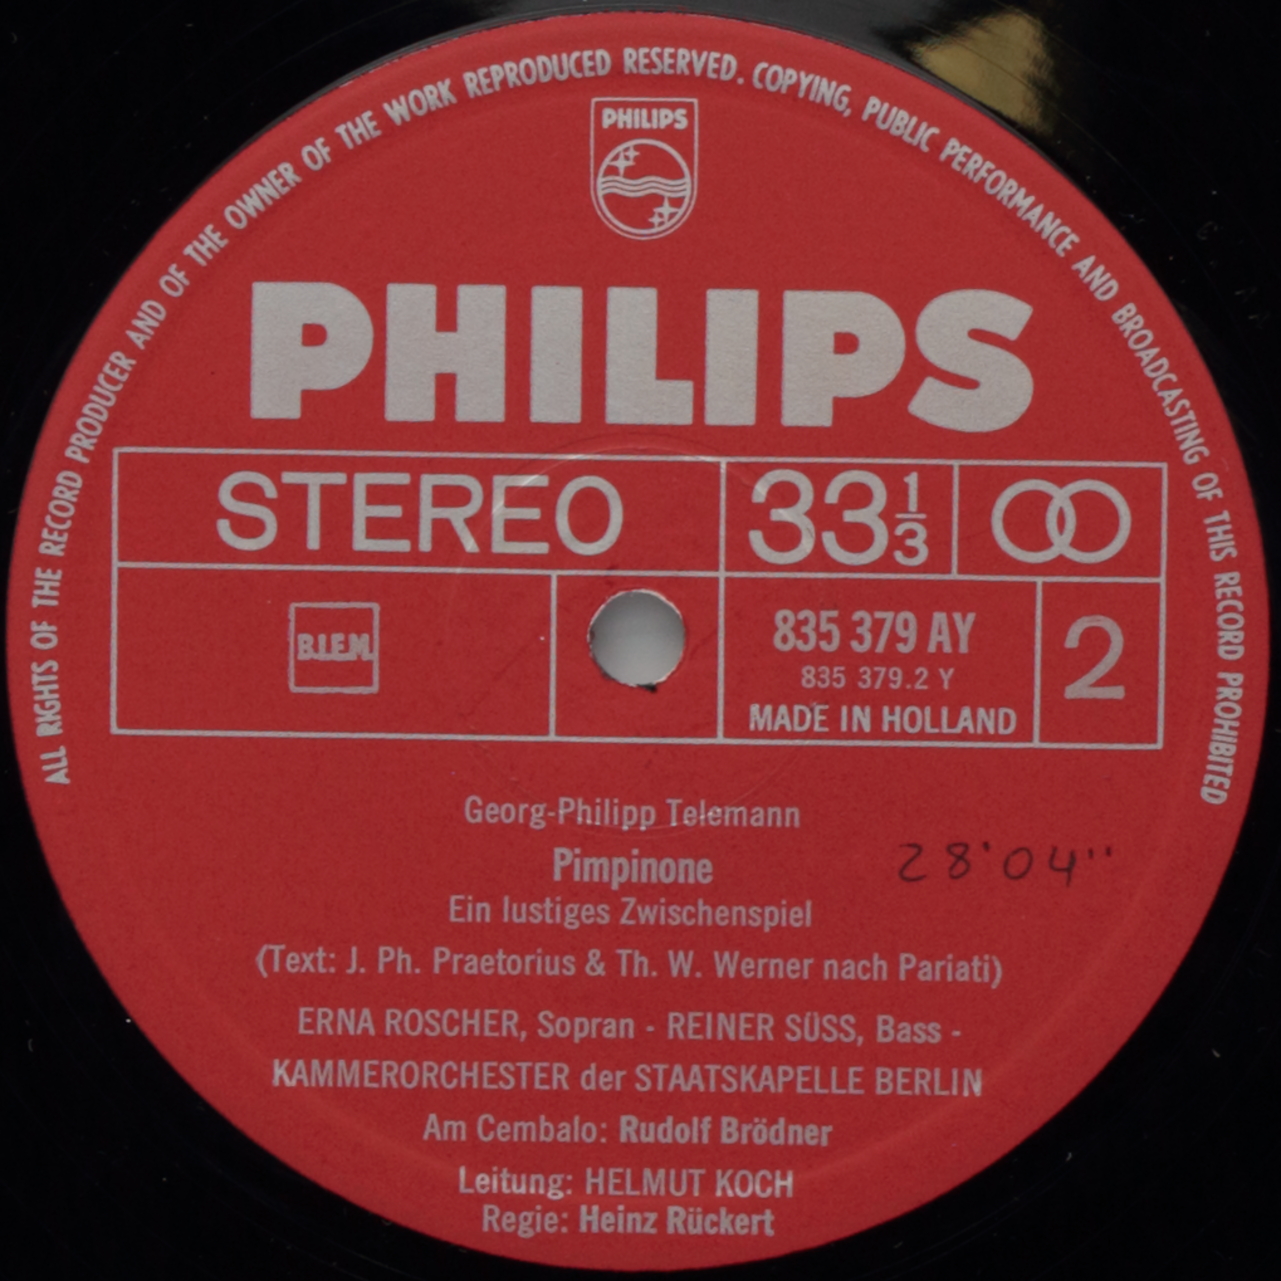 ALL RIGHTS OF THE RECORD PRODUCER AND OF THE OWNER OF THE WORK REPRODUCED RESERVED. COPYING, PUBLIC PERFORMANCE AND BROADCASTING OF THIS RECORD PROHIBITED
PHILIPS
PHILIPS
STEREO 33 1/3
B.I.E.M.
835 379 AY
835 379.2 Y
MADE IN HOLLAND
2
Georg-Philipp Telemann
Pimpinone
28'04''
Ein lustiges Zwischenspiel
(Text: J. Ph. Praetorius & Th. W. Werner nach Pariati)
ERNA ROSCHER, Sopran - REINER SÜSS, Bass -
KAMMERORCHESTER der STAATSKAPELLE BERLIN
Am Cembalo: Rudolf Brödner
Leitung: HELMUT KOCH
Regie: Heinz Rückert